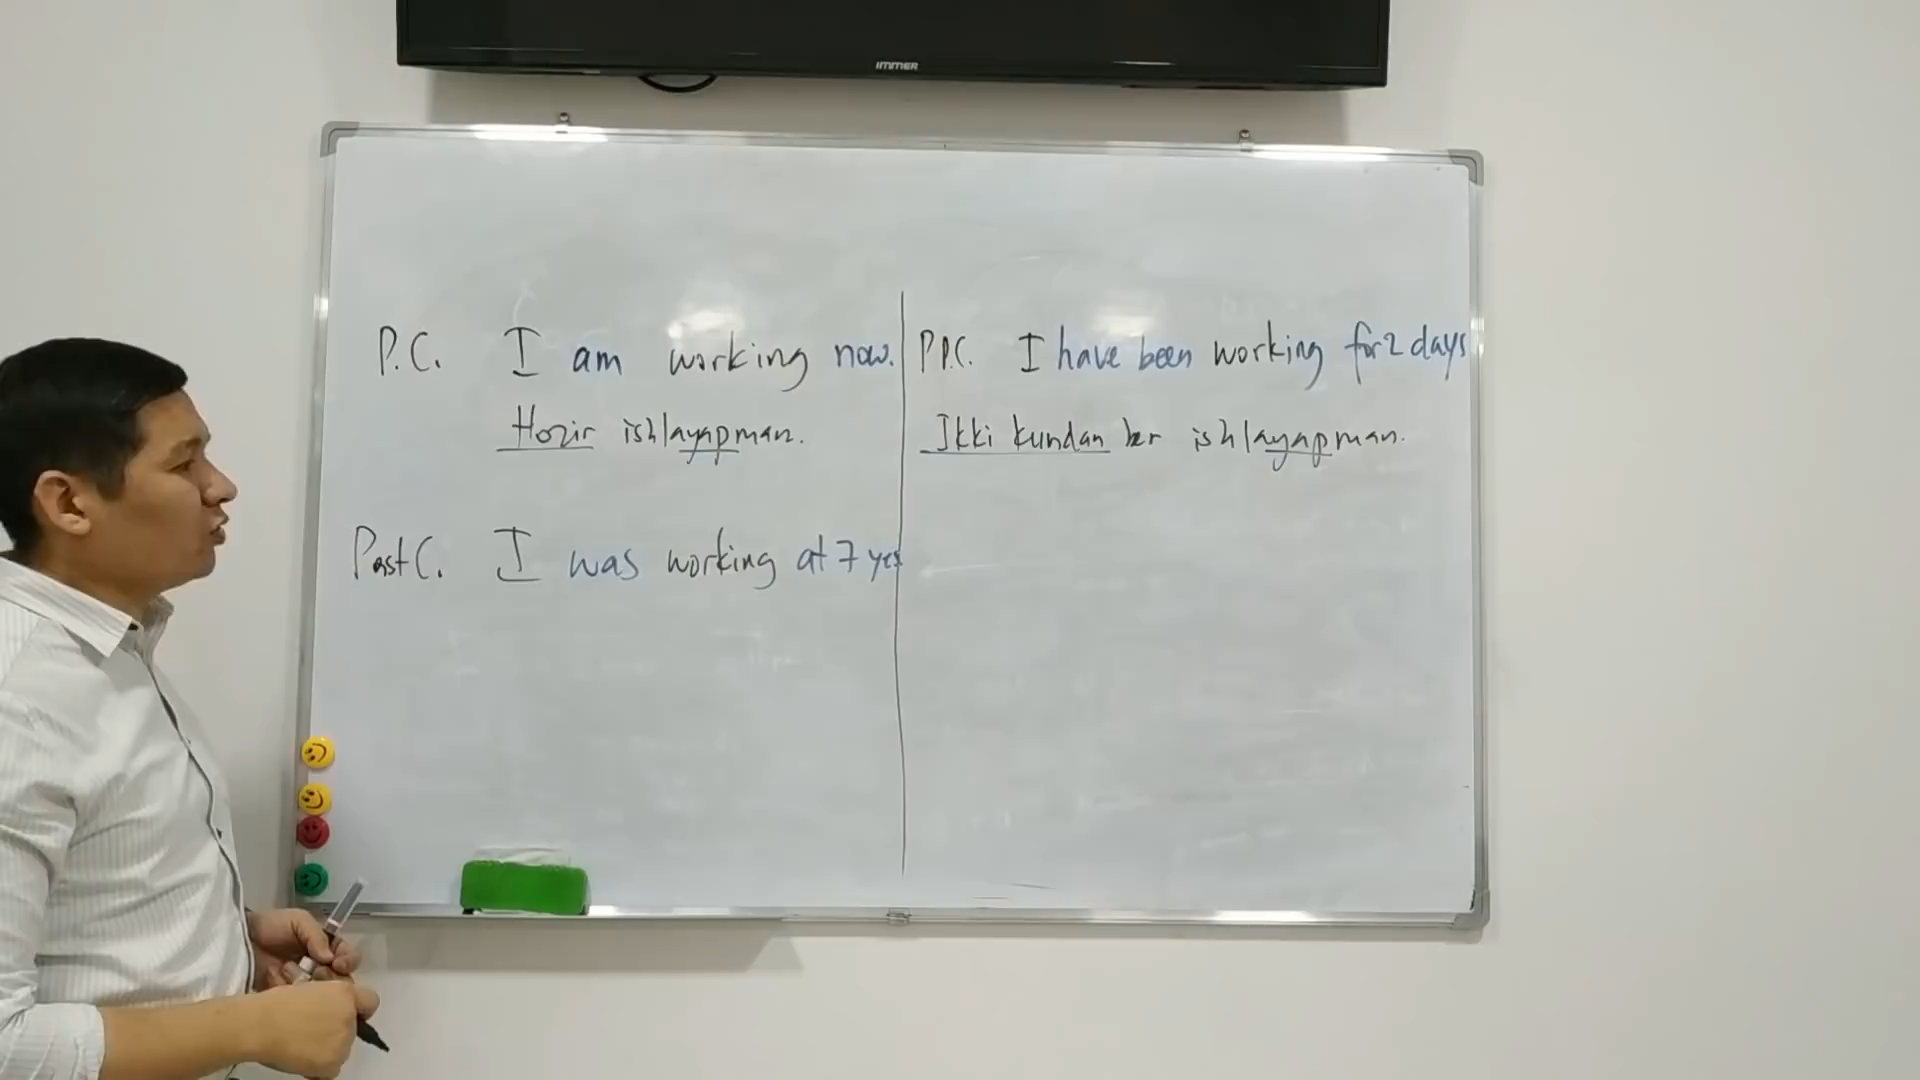 IMMER
P.C. I am working now.
Hozir ishlayapman.
Past C. I was working at 7 yes
P.P.C. I have been working for 2 days
Ikki kundan ber ishlayapman.